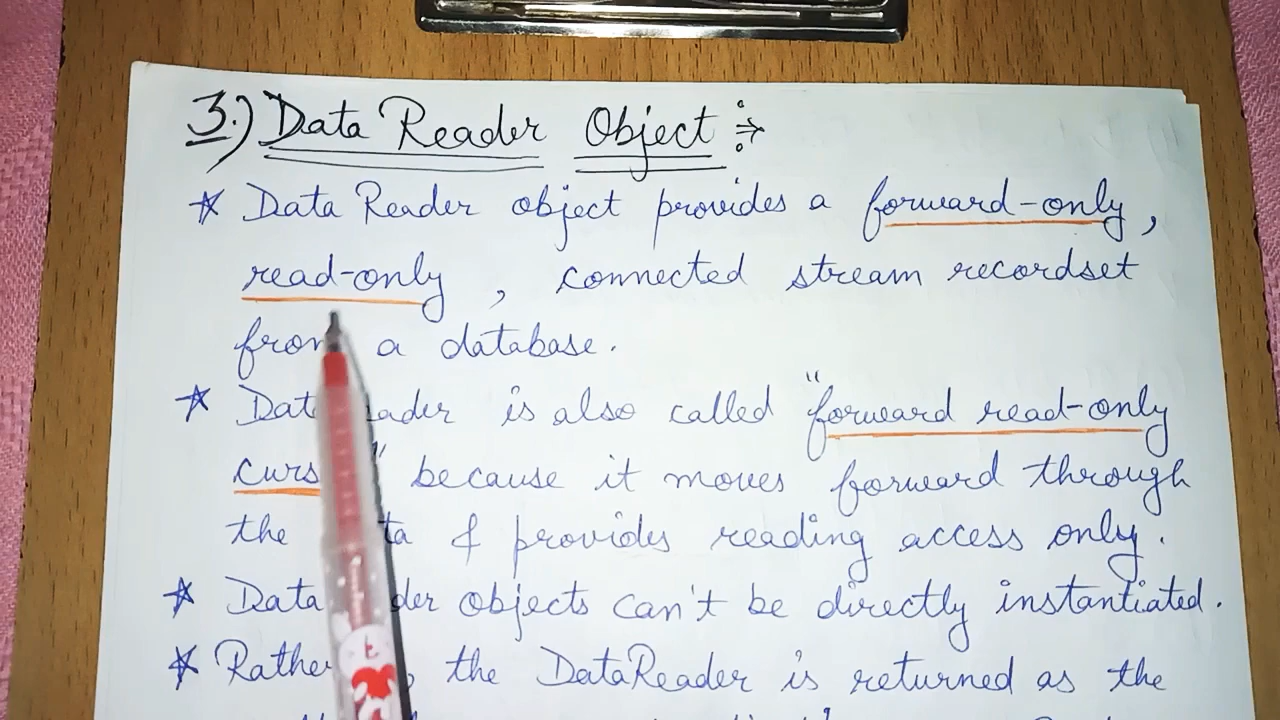 3.) Data Reader Object :→
* Data Reader object provides a forward-only,
read-only, connected stream recordset
from a database.
* Data Reader is also called "forward read-only
cursor" because it moves forward through
the data & provides reading access only.
* Data Reader objects can't be directly instantiated.
* Rather, the DataReader is returned as the